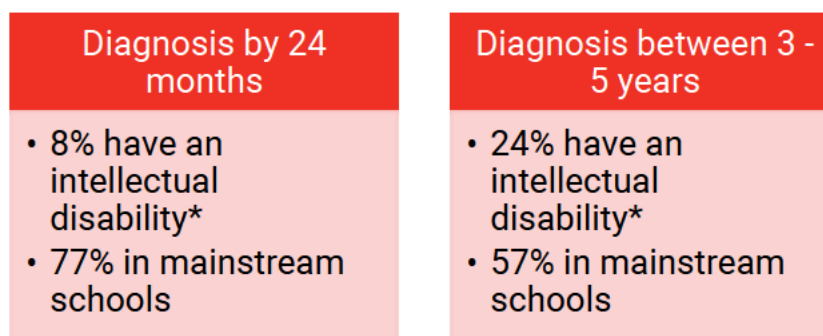 Diagnosis by 24
months
• 8% have an
intellectual
disability*
• 77% in mainstream
schools
Diagnosis between 3 -
5 years
• 24% have an
intellectual
disability*
• 57% in mainstream
schools